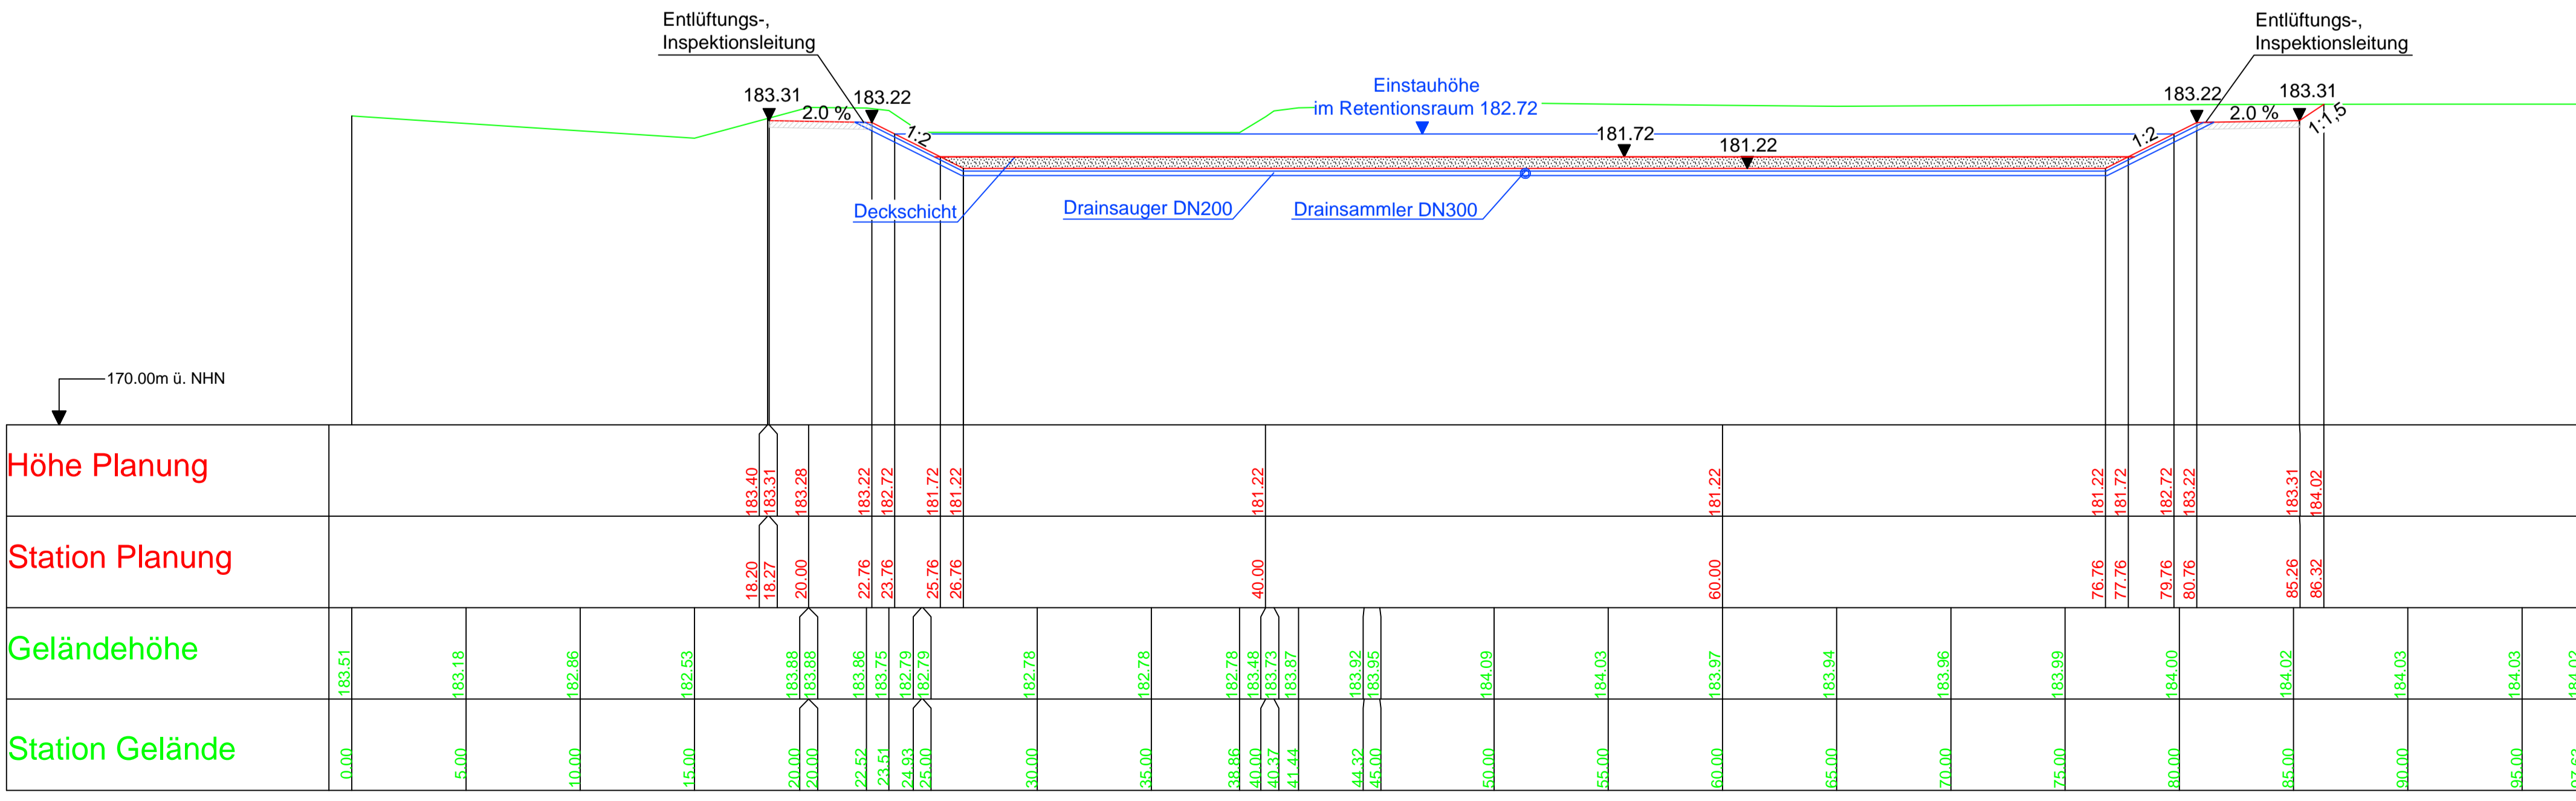 Entlüftungs-,
Inspektionsleitung
Entlüftungs-,
Inspektionsleitung
183.31
2.0 %
183.22
1:2
Einstauhöhe
im Retentionsraum 182.72
181.72
181.22
183.22
1:2
2.0 %
183.31
1:1,5
Deckschicht
Drainsauger DN200
Drainsammler DN300
170.00m ü. NHN
Höhe Planung
183.40 183.31 183.28 183.22 182.72 181.72 181.22 181.22 181.22 181.22 181.72 182.72 183.22 183.31 184.02
Station Planung
18.20 18.27 20.00 22.76 23.76 25.76 26.76 40.00 60.00 76.76 77.76 79.76 80.76 85.26 86.32
Geländehöhe
183.51 183.18 182.86 182.53 183.88 183.88 183.86 183.75 182.79 182.79 182.78 182.78 182.78 183.48 183.73 183.87 183.92 183.95 184.09 184.03 183.97 183.94 183.96 183.99 184.00 184.02 184.03 184.03 184.02
Station Gelände
0.00 5.00 10.00 15.00 20.00 20.00 22.52 23.51 24.93 25.00 30.00 35.00 38.86 40.00 40.37 41.44 44.32 45.00 50.00 55.00 60.00 65.00 70.00 75.00 80.00 85.00 90.00 95.00